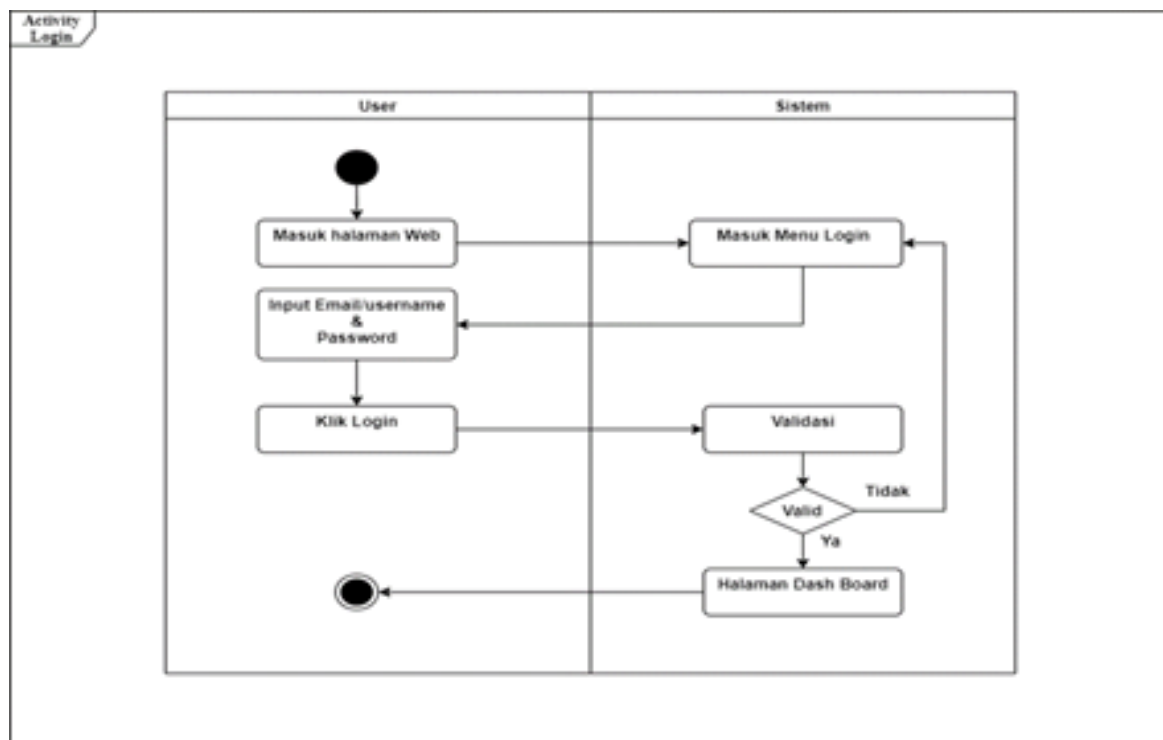 Activity
Login
User
Sistem
Masuk halaman Web
Masuk Menu Login
Input Email/username
&
Password
Klik Login
Validasi
Valid
Tidak
Ya
Halaman Dash Board